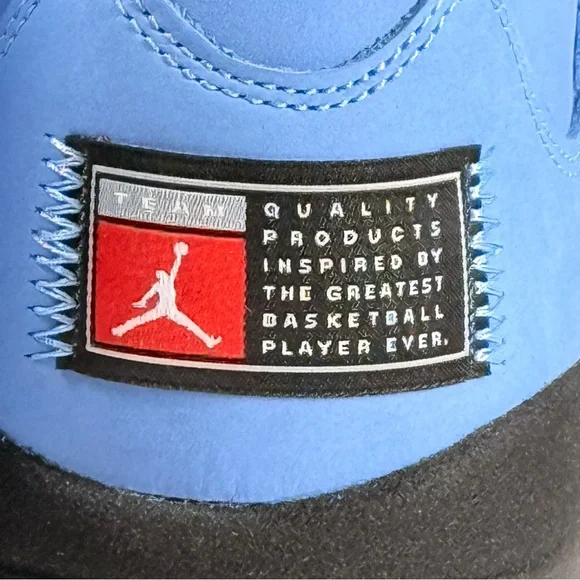 TEAM
QUALITY
PRODUCTS
INSPIRED BY
THE GREATEST
BASKETBALL
PLAYER EVER.